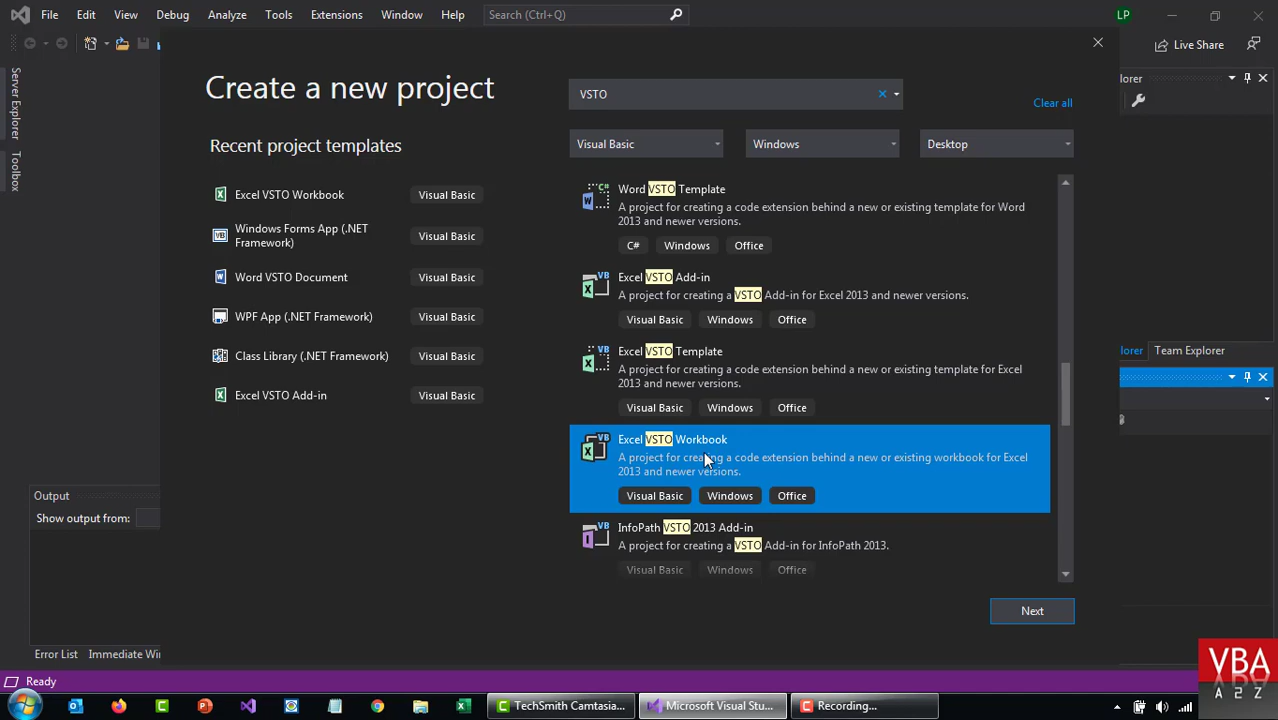 File Edit View Debug Analyze Tools Extensions Window Help Search (Ctrl+Q) LP
Live Share
Server Explorer
Toolbox
Create a new project
VSTO
Clear all
Recent project templates
Visual Basic Windows Desktop
Excel VSTO Workbook Visual Basic
Windows Forms App (.NET
Framework) Visual Basic
Word VSTO Document Visual Basic
WPF App (.NET Framework) Visual Basic
Class Library (.NET Framework) Visual Basic
Excel VSTO Add-in Visual Basic
Word VSTO Template
A project for creating a code extension behind a new or existing template for Word
2013 and newer versions.
C# Windows Office
Excel VSTO Add-in
A project for creating a VSTO Add-in for Excel 2013 and newer versions.
Visual Basic Windows Office
Excel VSTO Template
A project for creating a code extension behind a new or existing template for Excel
2013 and newer versions.
Visual Basic Windows Office
Excel VSTO Workbook
A project for creating a code extension behind a new or existing workbook for Excel
2013 and newer versions.
Visual Basic Windows Office
InfoPath VSTO 2013 Add-in
A project for creating a VSTO Add-in for InfoPath 2013.
Visual Basic Windows Office
Next
orer
lorer Team Explorer
Output
Show output from:
Error List Immediate Win
Ready
TechSmith Camtasia... Microsoft Visual Stu... Recording...
VBA
A 2 Z